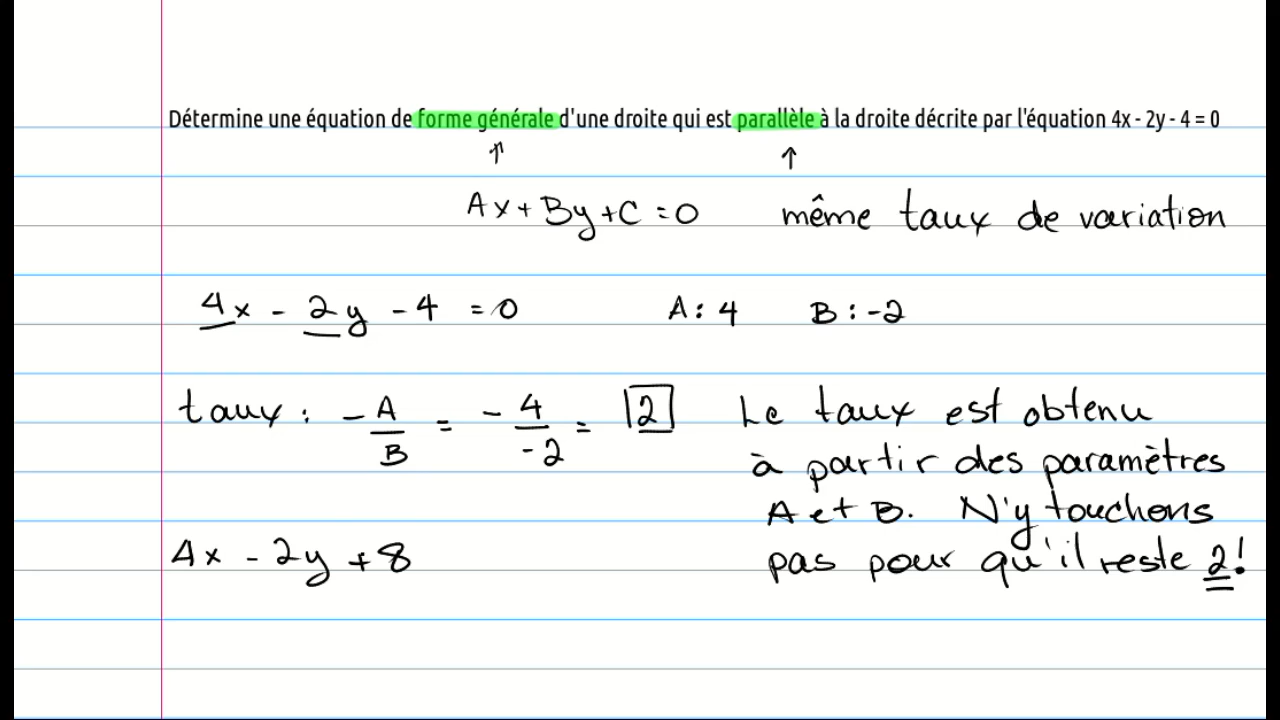 Détermine une équation de forme générale d'une droite qui est parallèle à la droite décrite par l'équation 4x - 2y - 4 = 0
↑ ↑
Ax + By + C = 0 même taux de variation
4x - 2y - 4 = 0 A : 4 B : -2
taux : -A/B = -4/-2 = 2 Le taux est obtenu
à partir des paramètres
A et B. N'y touchons
4x - 2y + 8 pas pour qu'il reste 2!